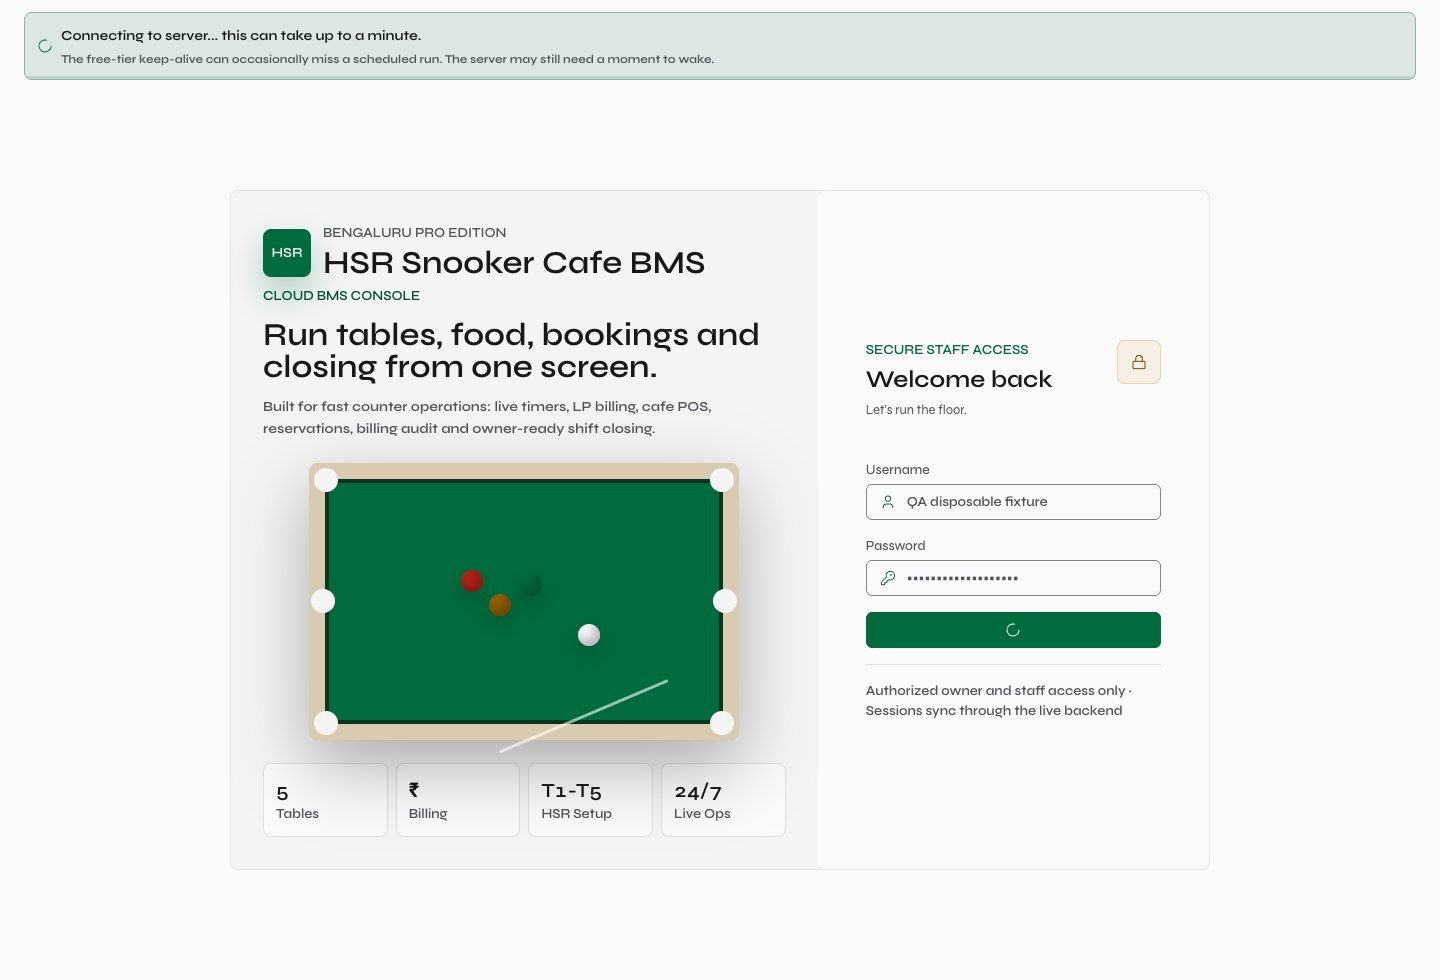 Connecting to server... this can take up to a minute.
The free-tier keep-alive can occasionally miss a scheduled run. The server may still need a moment to wake.
HSR
BENGALURU PRO EDITION
HSR Snooker Cafe BMS
CLOUD BMS CONSOLE
Run tables, food, bookings and
closing from one screen.
Built for fast counter operations: live timers, LP billing, cafe POS,
reservations, billing audit and owner-ready shift closing.
5
Tables
₹
Billing
T1-T5
HSR Setup
24/7
Live Ops
SECURE STAFF ACCESS
Welcome back
Let's run the floor.
Username
QA disposable fixture
Password
Authorized owner and staff access only ·
Sessions sync through the live backend